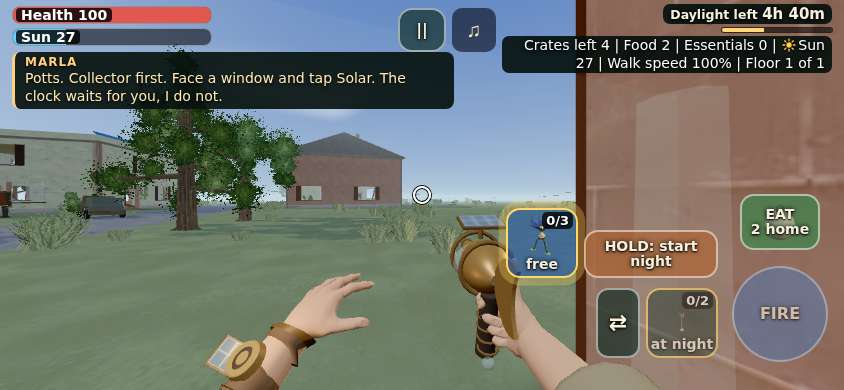 Health 100
Sun 27
Daylight left 4h 40m
Crates left 4 | Food 2 | Essentials 0 | ☀Sun
27 | Walk speed 100% | Floor 1 of 1
MARLA
Potts. Collector first. Face a window and tap Solar. The
clock waits for you, I do not.
0/3
free
HOLD: start
night
EAT
2 home
0/2
at night
FIRE